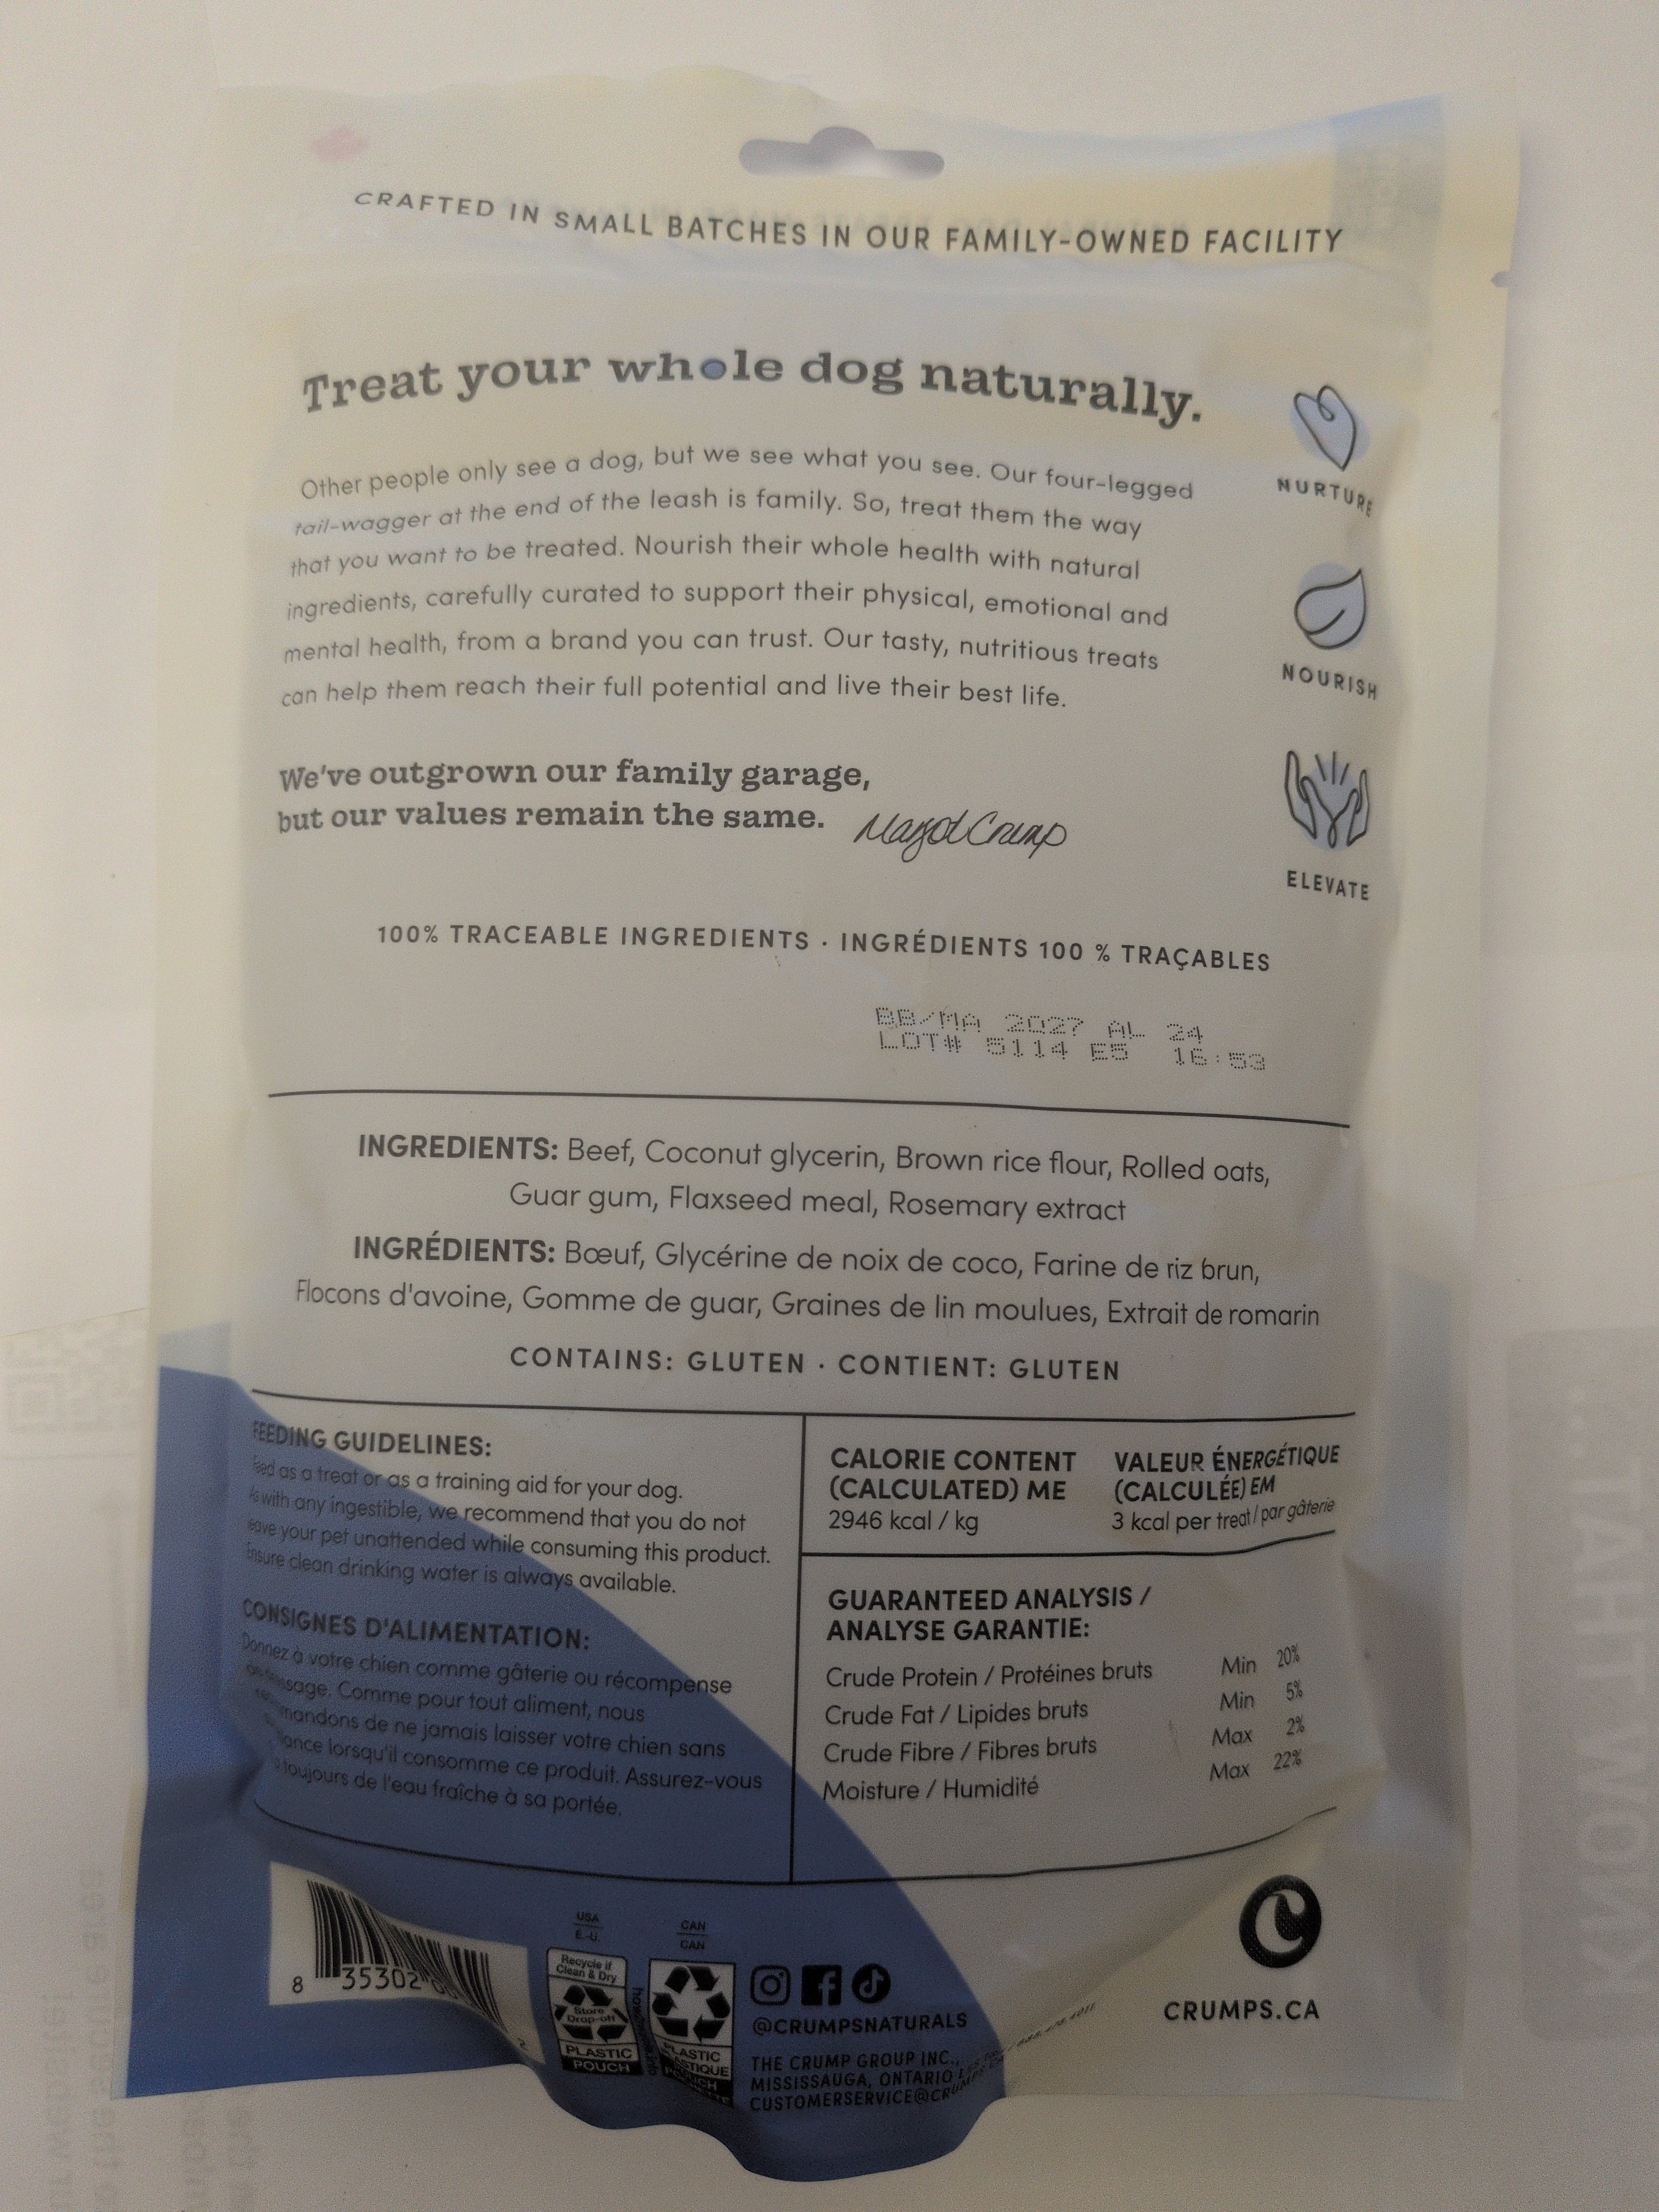 CRAFTED IN SMALL BATCHES IN OUR FAMILY-OWNED FACILITY
Treat your whole dog naturally.
Other people only see a dog, but we see what you see. Our four-legged
tail-wagger at the end of the leash is family. So, treat them the way
that you want to be treated. Nourish their whole health with natural
ingredients, carefully curated to support their physical, emotional and
mental health, from a brand you can trust. Our tasty, nutritious treats
can help them reach their full potential and live their best life.
NURTURE
NOURISH
ELEVATE
We've outgrown our family garage,
but our values remain the same.
Crump
100% TRACEABLE INGREDIENTS · INGRÉDIENTS 100 % TRAÇABLES
BB/MA 2027 AL 24
LOT# 5114 E5 16:53
INGREDIENTS: Beef, Coconut glycerin, Brown rice flour, Rolled oats,
Guar gum, Flaxseed meal, Rosemary extract
INGRÉDIENTS: Bœuf, Glycérine de noix de coco, Farine de riz brun,
Flocons d'avoine, Gomme de guar, Graines de lin moulues, Extrait de romarin
CONTAINS: GLUTEN · CONTIENT: GLUTEN
FEEDING GUIDELINES:
Feed as a treat or as a training aid for your dog.
As with any ingestible, we recommend that you do not
leave your pet unattended while consuming this product.
Ensure clean drinking water is always available.
CONSIGNES D'ALIMENTATION:
Donnez à votre chien comme gâterie ou récompense
Comme pour tout aliment, nous
de ne jamais laisser votre chien sans
lorsqu'il consomme ce produit. Assurez-vous
toujours de l'eau fraîche à sa portée.
CALORIE CONTENT
(CALCULATED) ME
2946 kcal / kg
VALEUR ÉNERGÉTIQUE
(CALCULÉE) EM
3 kcal per treat / par gâterie
GUARANTEED ANALYSIS /
ANALYSE GARANTIE:
Crude Protein / Protéines bruts Min 20%
Crude Fat / Lipides bruts Min 5%
Crude Fibre / Fibres bruts Max 2%
Moisture / Humidité Max 22%
8 35302
2
USA
É.-U.
Recycle if
Clean & Dry
Store
Drop-off
PLASTIC
POUCH
CAN
CAN
PLASTIC
@CRUMPSNATURALS
THE CRUMP GROUP INC.,
MISSISSAUGA, ONTARIO
CRUMPS.CA